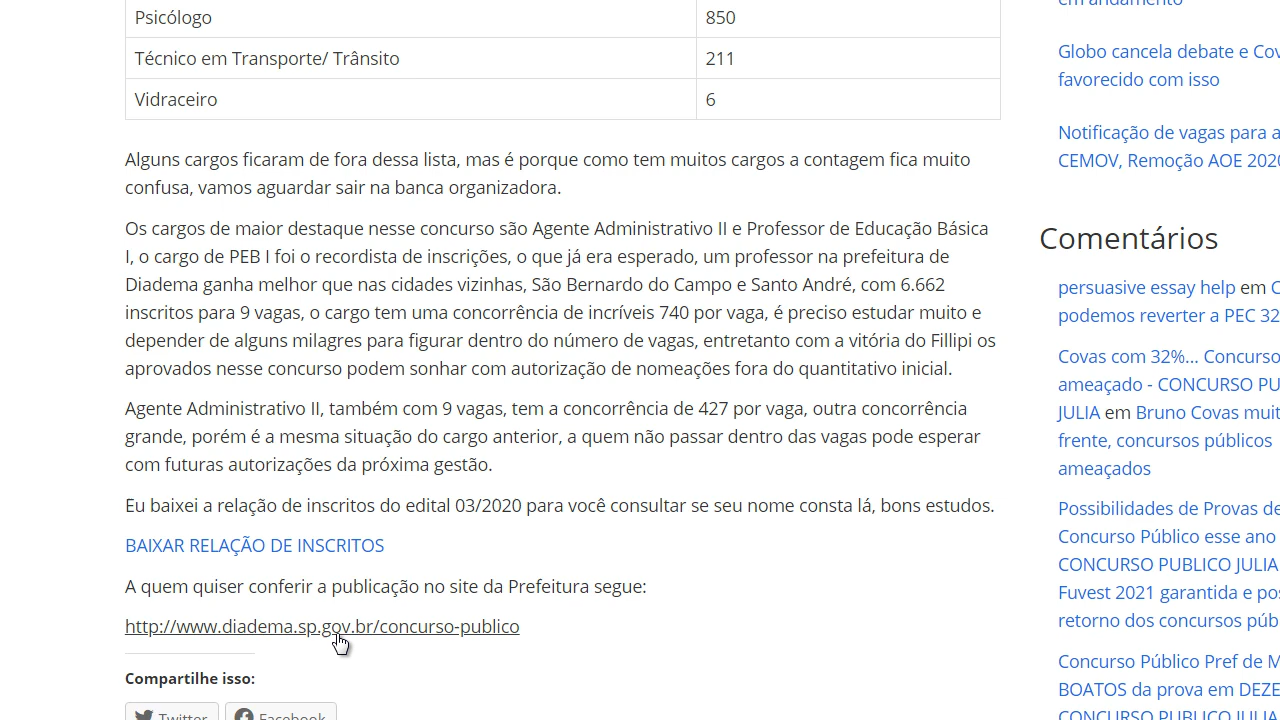 Psicólogo 850
Técnico em Transporte/ Trânsito 211
Vidraceiro 6
Alguns cargos ficaram de fora dessa lista, mas é porque como tem muitos cargos a contagem fica muito
confusa, vamos aguardar sair na banca organizadora.
Os cargos de maior destaque nesse concurso são Agente Administrativo II e Professor de Educação Básica
I, o cargo de PEB I foi o recordista de inscrições, o que já era esperado, um professor na prefeitura de
Diadema ganha melhor que nas cidades vizinhas, São Bernardo do Campo e Santo André, com 6.662
inscritos para 9 vagas, o cargo tem uma concorrência de incríveis 740 por vaga, é preciso estudar muito e
depender de alguns milagres para figurar dentro do número de vagas, entretanto com a vitória do Fillipi os
aprovados nesse concurso podem sonhar com autorização de nomeações fora do quantitativo inicial.
Agente Administrativo II, também com 9 vagas, tem a concorrência de 427 por vaga, outra concorrência
grande, porém é a mesma situação do cargo anterior, a quem não passar dentro das vagas pode esperar
com futuras autorizações da próxima gestão.
Eu baixei a relação de inscritos do edital 03/2020 para você consultar se seu nome consta lá, bons estudos.
BAIXAR RELAÇÃO DE INSCRITOS
A quem quiser conferir a publicação no site da Prefeitura segue:
http://www.diadema.sp.gov.br/concurso-publico
Compartilhe isso:
Twitter Facebook
em andamento
Globo cancela debate e Cov
favorecido com isso
Notificação de vagas para a
CEMOV, Remoção AOE 2020
Comentários
persuasive essay help em C
podemos reverter a PEC 32
Covas com 32%... Concurso
ameaçado - CONCURSO PU
JULIA em Bruno Covas muit
frente, concursos públicos
ameaçados
Possibilidades de Provas de
Concurso Público esse ano
CONCURSO PUBLICO JULIA
Fuvest 2021 garantida e pos
retorno dos concursos púb
Concurso Público Pref de M
BOATOS da prova em DEZE
CONCURSO PUBLICO JULIA